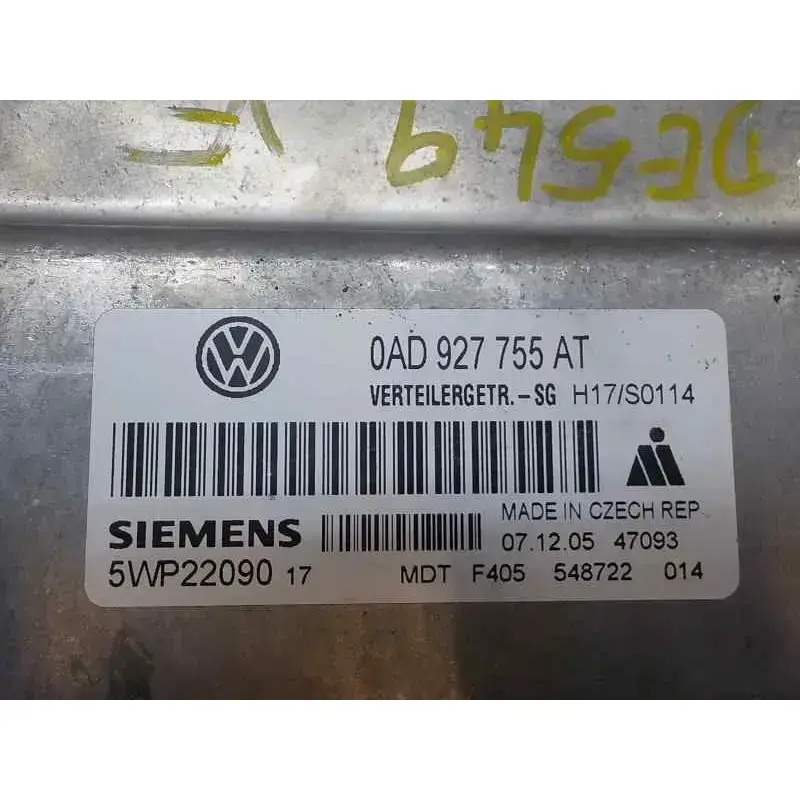 DE549
VW
0AD 927 755 AT
VERTEILERGETR.-SG H17/S0114
MADE IN CZECH REP.
SIEMENS
07.12.05 47093
5WP22090 17
MDT F405 548722 014